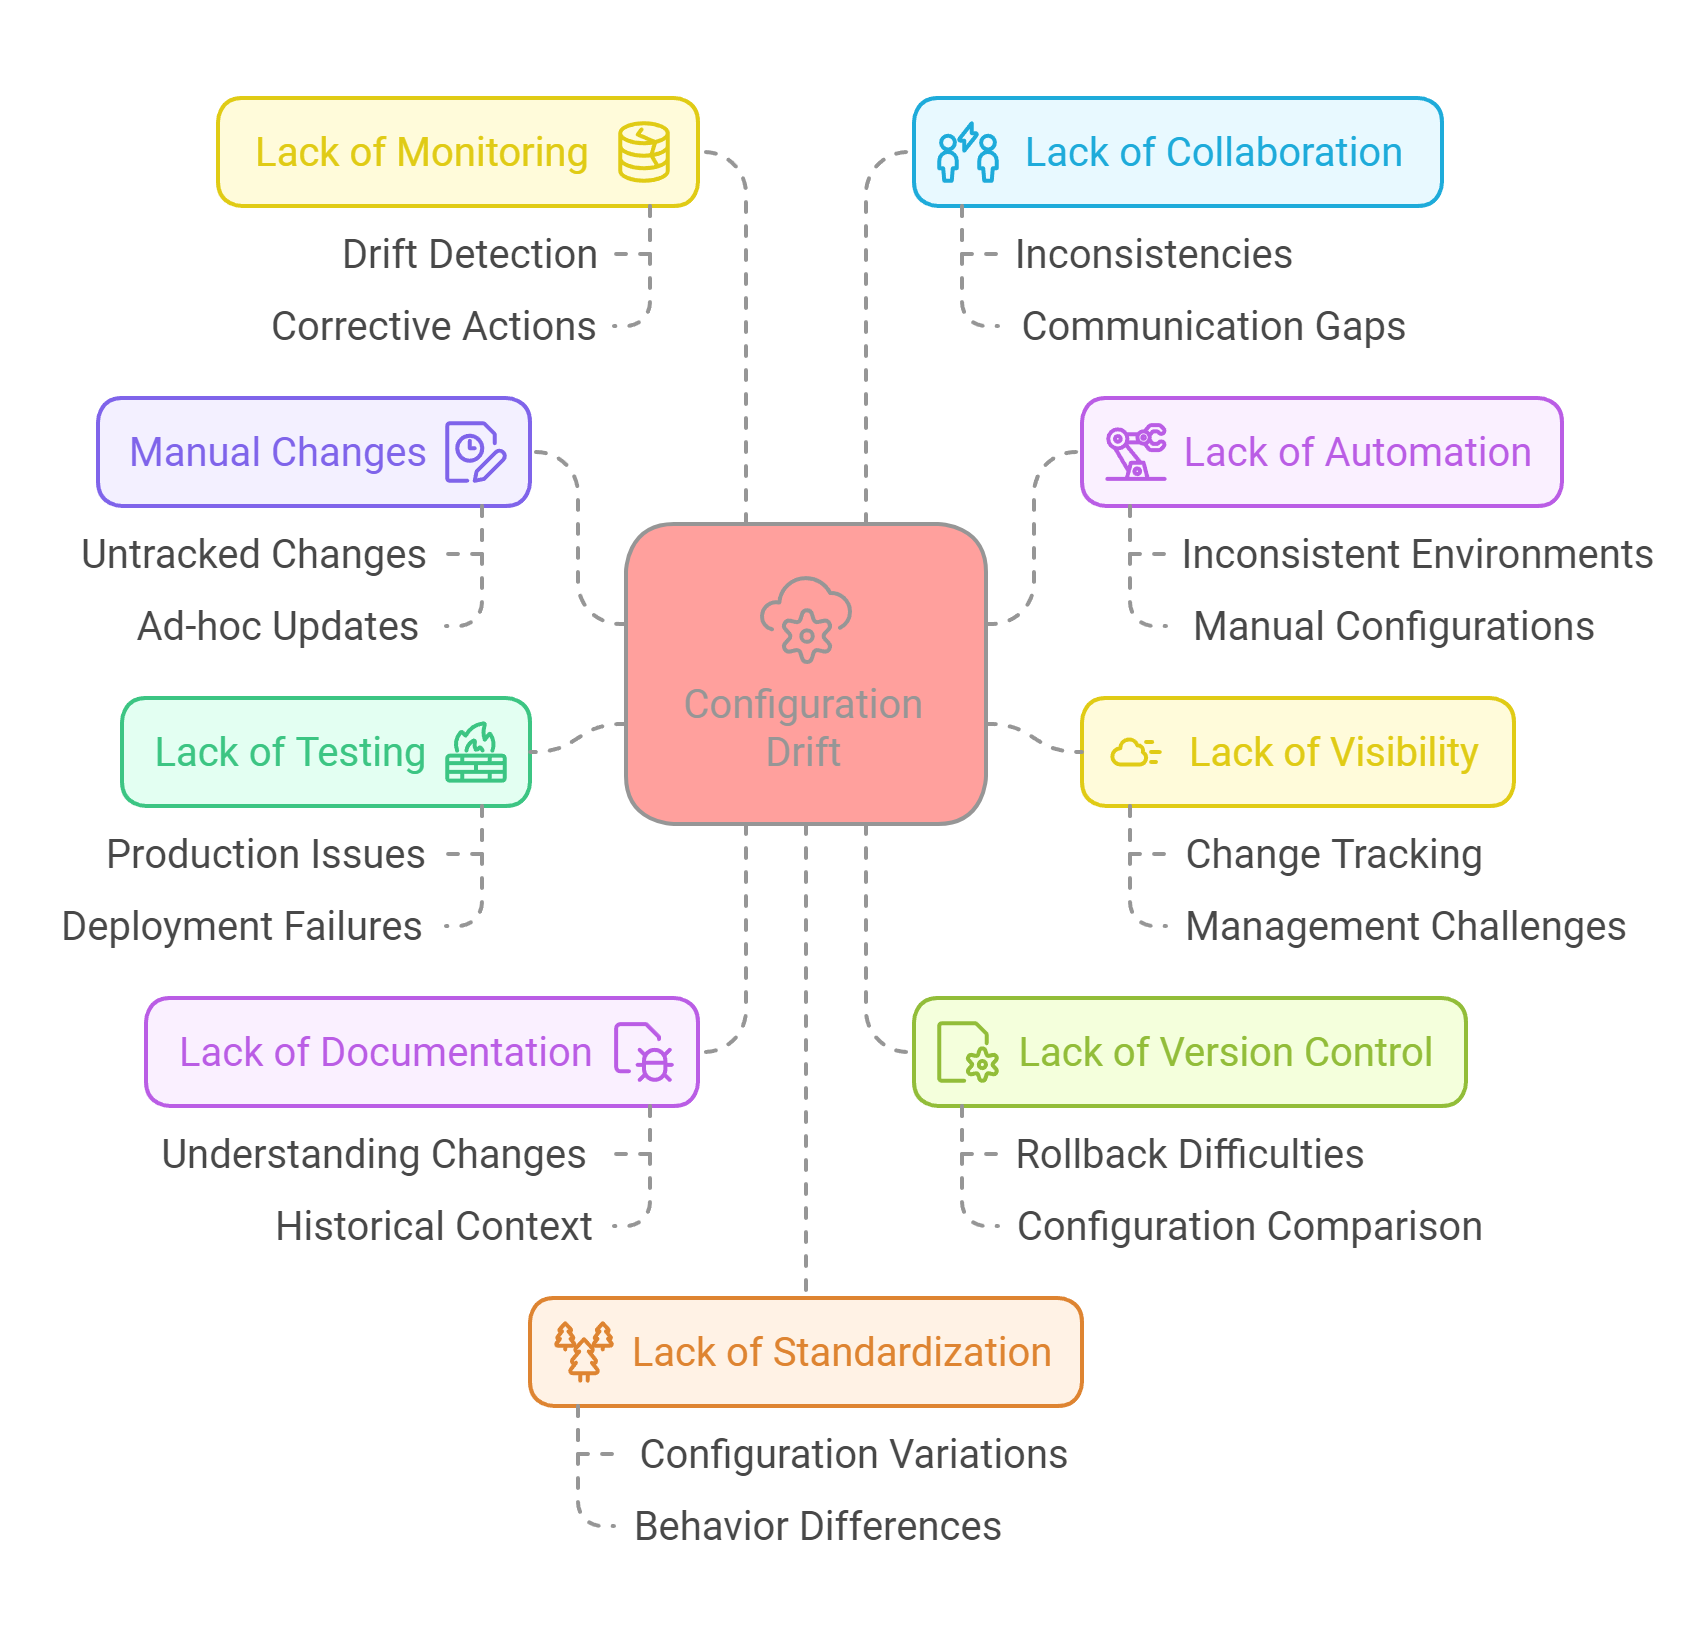 Lack of Monitoring
Drift Detection
Corrective Actions
Lack of Collaboration
Inconsistencies
Communication Gaps
Manual Changes
Untracked Changes
Ad-hoc Updates
Lack of Automation
Inconsistent Environments
Manual Configurations
Configuration
Drift
Lack of Testing
Production Issues
Deployment Failures
Lack of Visibility
Change Tracking
Management Challenges
Lack of Documentation
Understanding Changes
Historical Context
Lack of Version Control
Rollback Difficulties
Configuration Comparison
Lack of Standardization
Configuration Variations
Behavior Differences